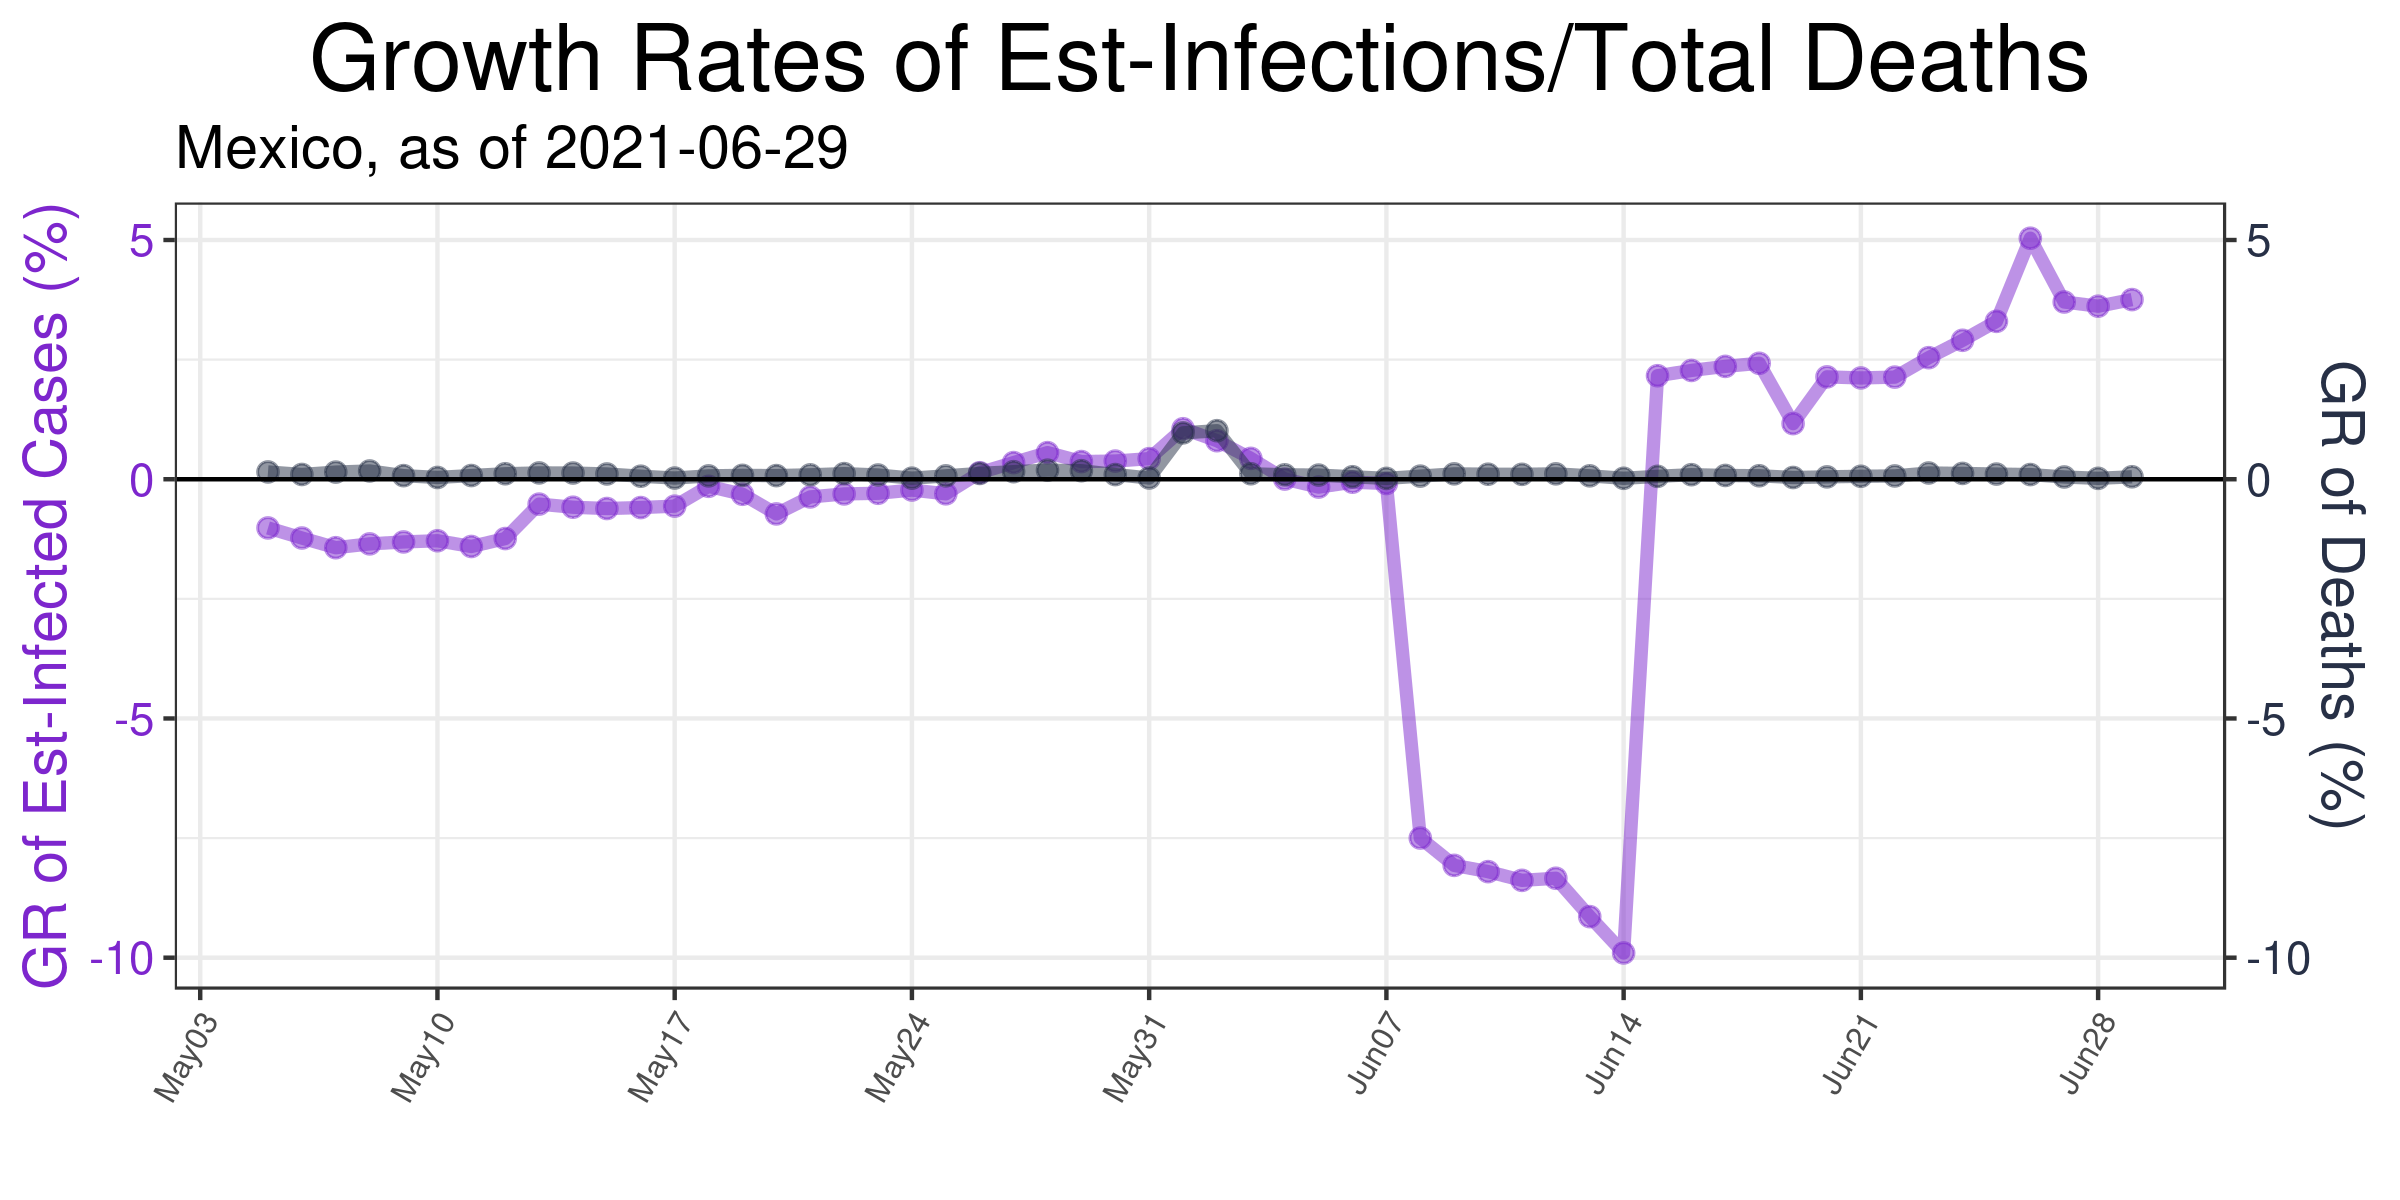 Growth Rates of Est-Infections/Total Deaths
Mexico, as of 2021-06-29
GR of Est-Infected Cases (%)
5
0
-5
-10
5
0
-5
-10
GR of Deaths (%)
May03
May10
May17
May24
May31
Jun07
Jun14
Jun21
Jun28